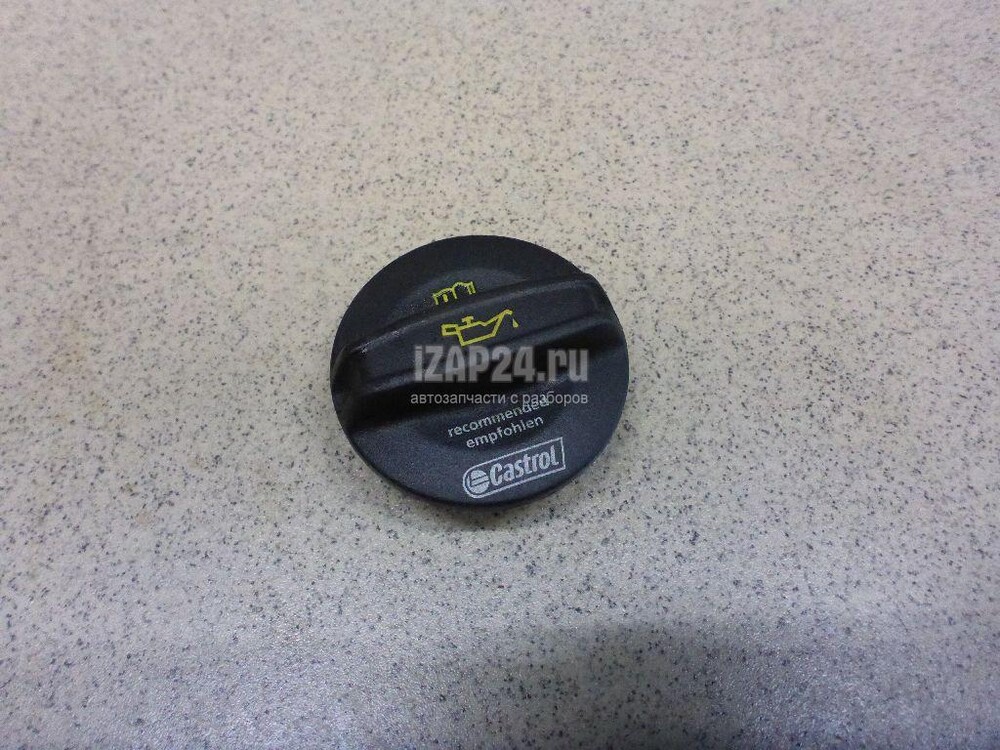 iZAP24.ru
автозапчасти с разборов
recommended
empfohlen
Castrol